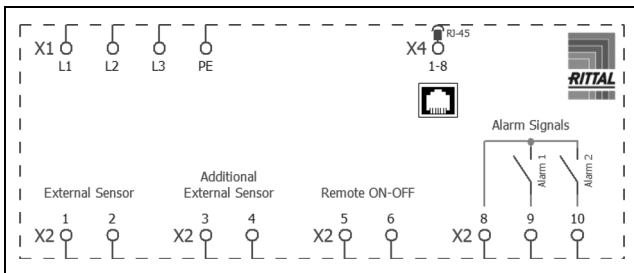 X1 L1 L2 L3 PE
X4 RJ-45
1-8
RITTAL
Alarm Signals
Alarm 1
Alarm 2
External Sensor
Additional
External Sensor
Remote ON-OFF
X2 1 2
X2 3 4
X2 5 6
X2 8 9 10